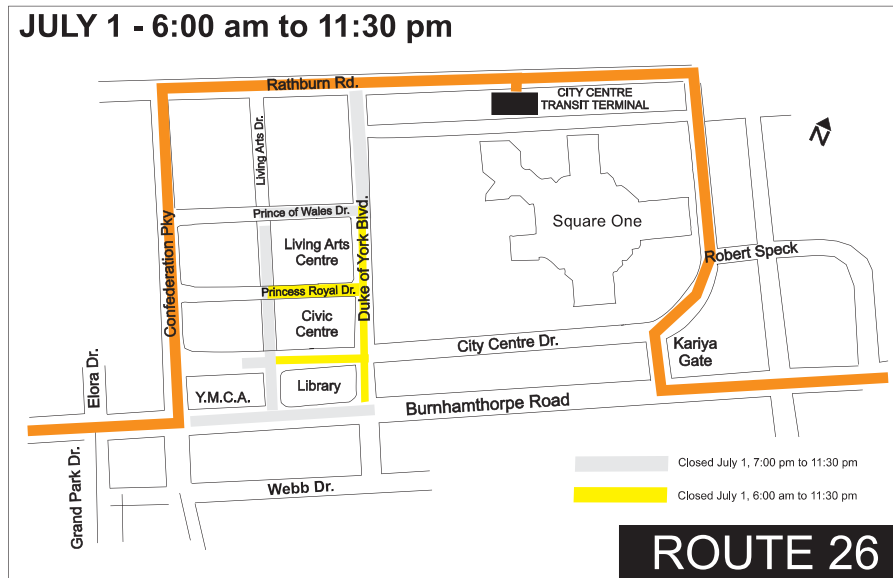 JULY 1 - 6:00 am to 11:30 pm
Rathburn Rd.
CITY CENTRE
TRANSIT TERMINAL
Living Arts Dr.
N
Confederation Pky
Prince of Wales Dr.
Duke of York Blvd.
Square One
Living Arts
Centre
Robert Speck
Princess Royal Dr.
Civic
Centre
City Centre Dr.
Kariya
Gate
Elora Dr.
Y.M.C.A.
Library
Burnhamthorpe Road
Grand Park Dr.
Webb Dr.
Closed July 1, 7:00 pm to 11:30 pm
Closed July 1, 6:00 am to 11:30 pm
ROUTE 26